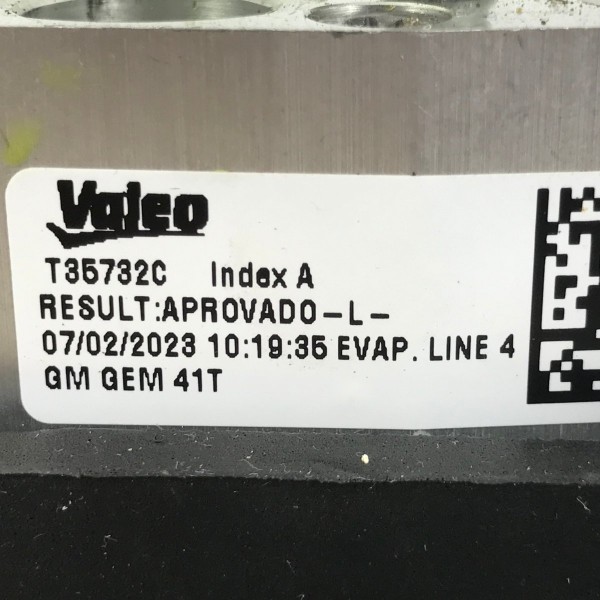 Valeo
T35732C Index A
RESULT:APROVADO-L-
07/02/2023 10:19:35 EVAP. LINE 4
GM GEM 41T